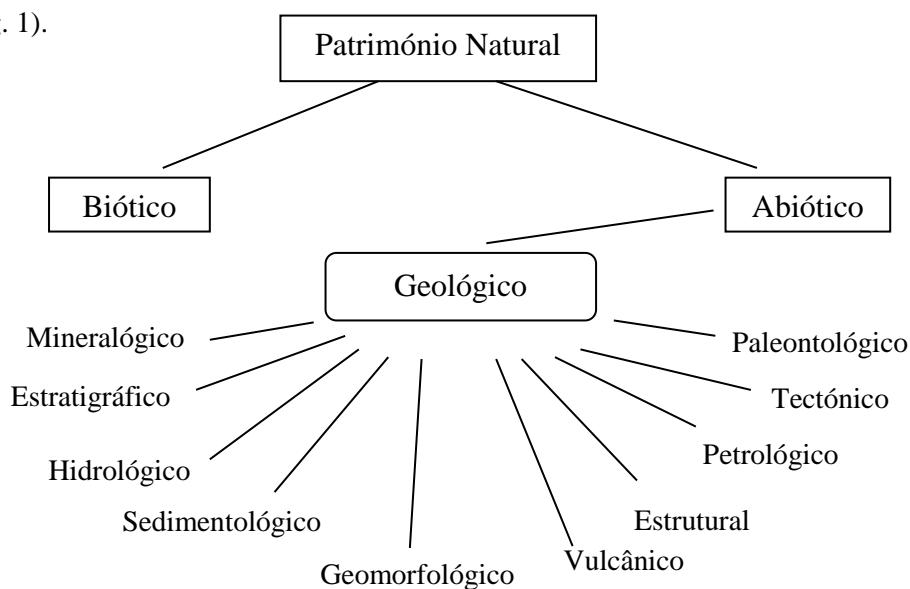 . 1).
Património Natural
Biótico
Abiótico
Geológico
Mineralógico
Paleontológico
Estratigráfico
Tectónico
Petrológico
Hidrológico
Sedimentológico
Estrutural
Vulcânico
Geomorfológico